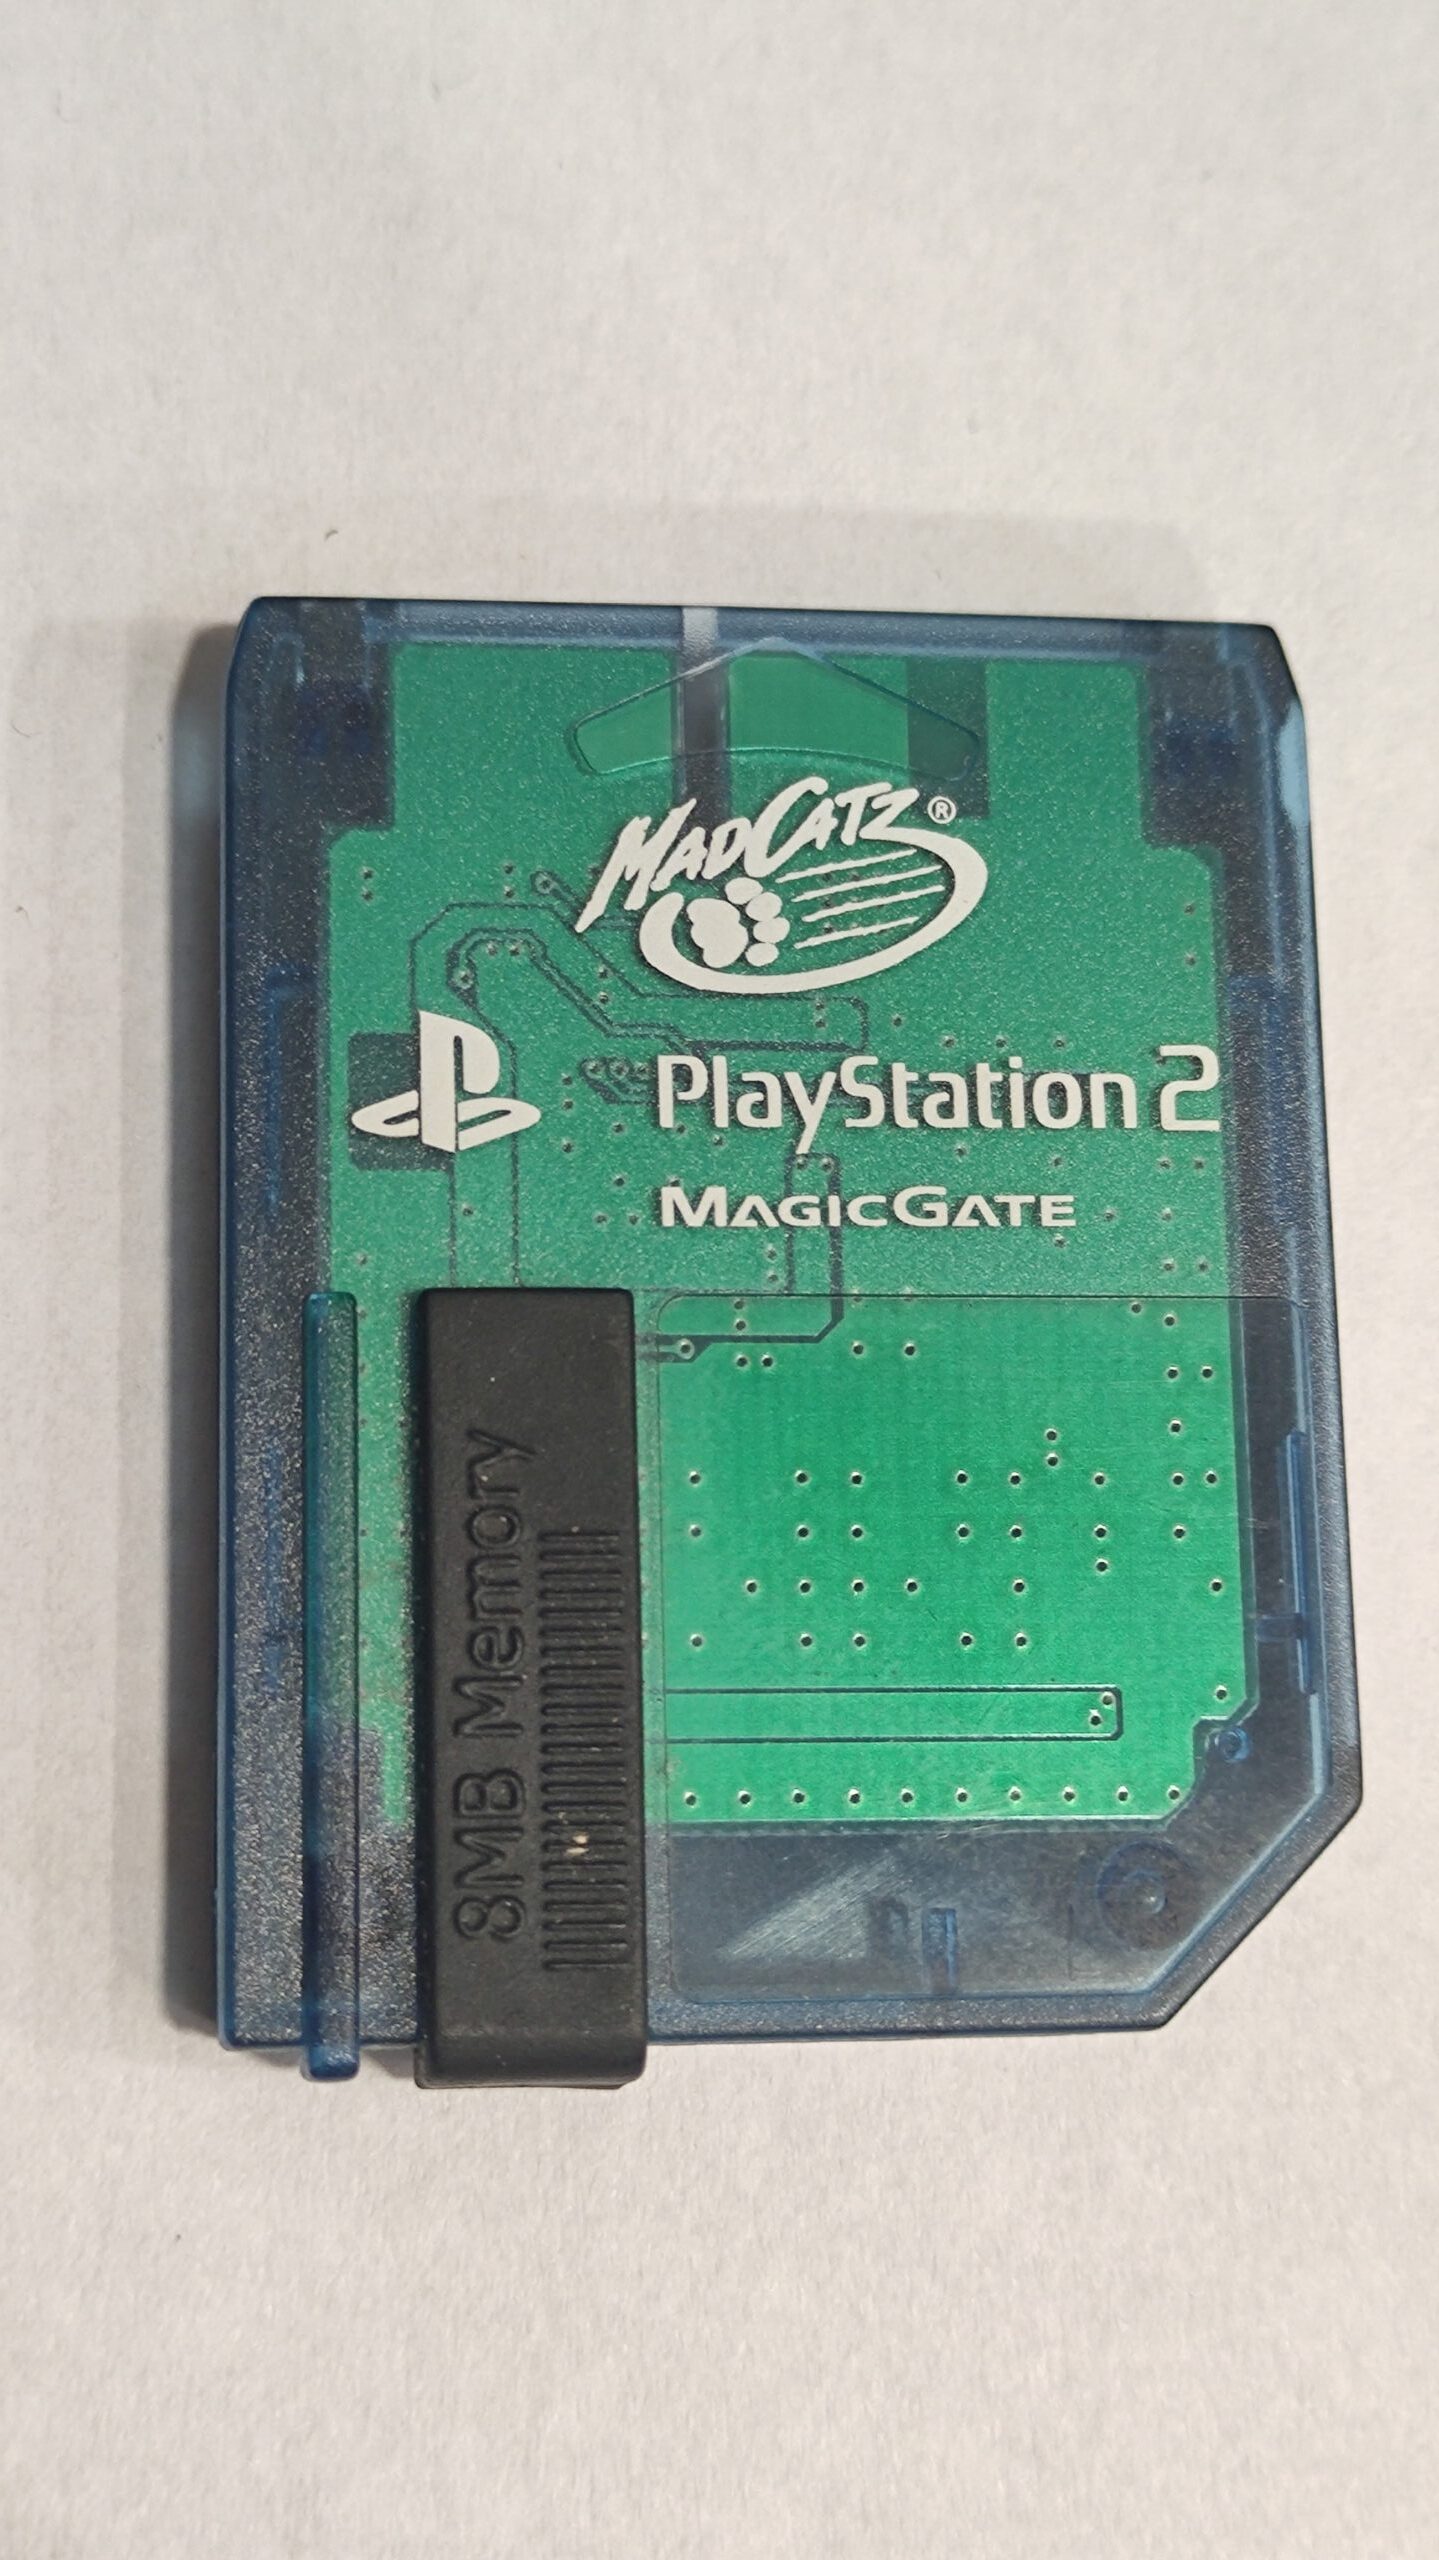 MADCATZ®
PlayStation 2
MAGICGATE
8MB Memory